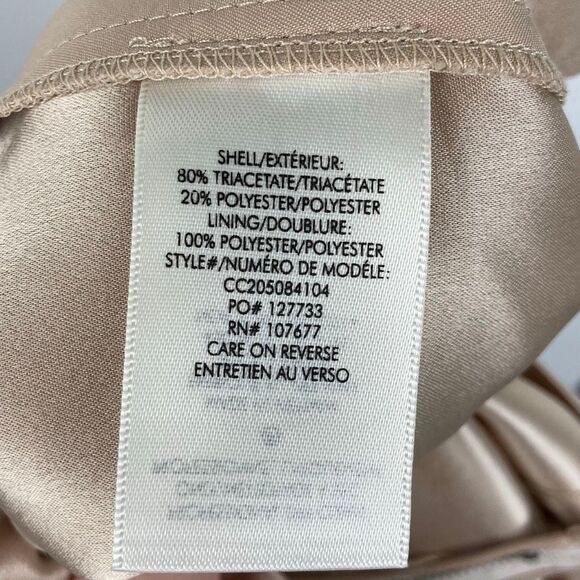 SHELL/EXTÉRIEUR:
80% TRIACETATE/TRIACÉTATE
20% POLYESTER/POLYESTER
LINING/DOUBLURE:
100% POLYESTER/POLYESTER
STYLE#/NUMÉRO DE MODÉLE:
CC205084104
PO# 127733
RN# 107677
CARE ON REVERSE
ENTRETIEN AU VERSO